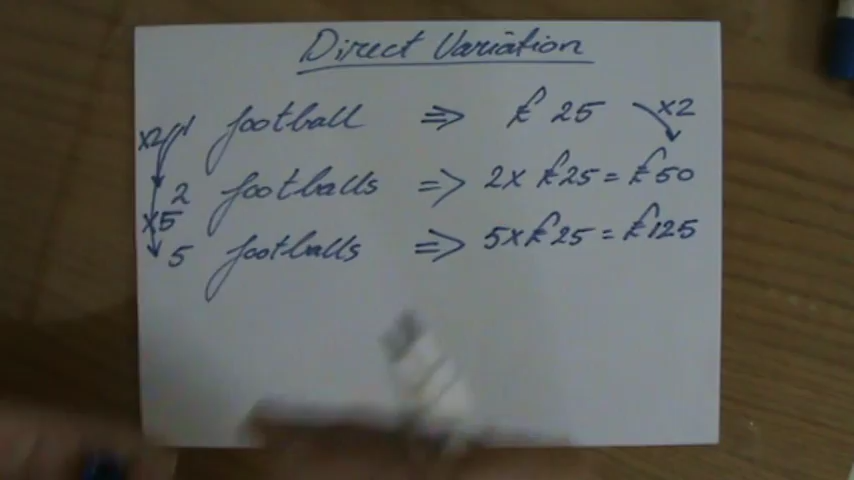 Direct Variation
x2 1 football => £25 x2
2 footballs => 2x £25 = £50
x5
5 footballs => 5x£25 = £125